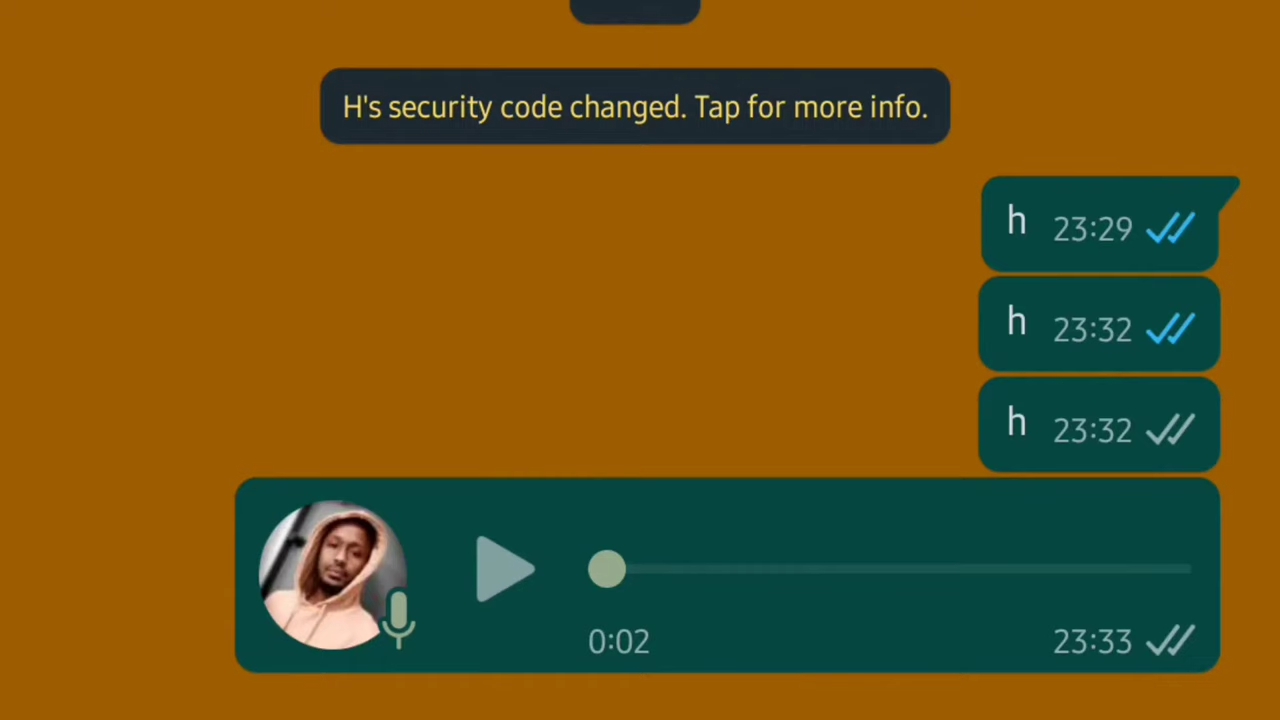 H's security code changed. Tap for more info.
h 23:29
h 23:32
h 23:32
0:02 23:33